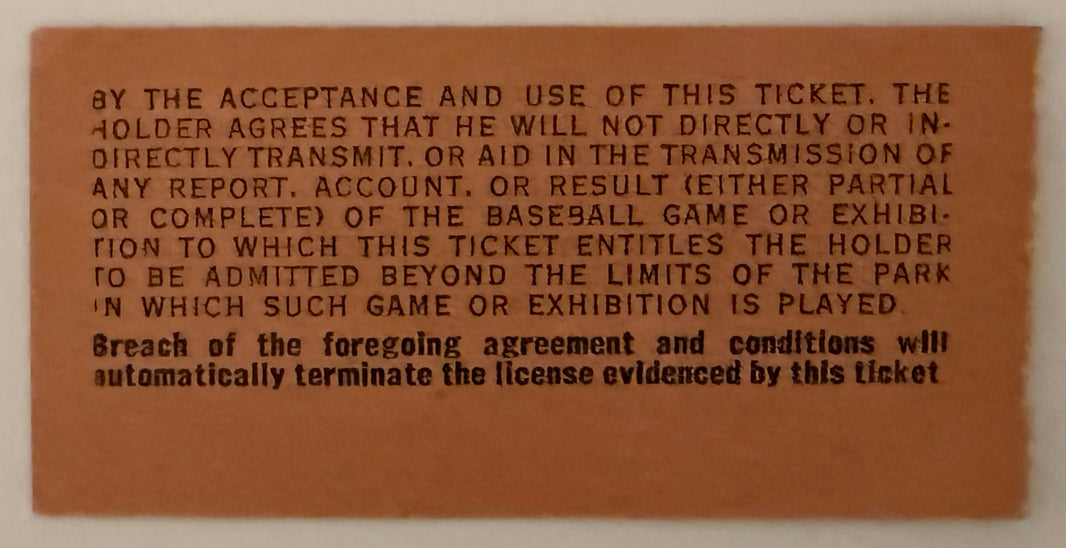 BY THE ACCEPTANCE AND USE OF THIS TICKET, THE
HOLDER AGREES THAT HE WILL NOT DIRECTLY OR IN-
DIRECTLY TRANSMIT, OR AID IN THE TRANSMISSION OF
ANY REPORT, ACCOUNT, OR RESULT (EITHER PARTIAL
OR COMPLETE) OF THE BASEBALL GAME OR EXHIBI-
TION TO WHICH THIS TICKET ENTITLES THE HOLDER
TO BE ADMITTED BEYOND THE LIMITS OF THE PARK
IN WHICH SUCH GAME OR EXHIBITION IS PLAYED.
Breach of the foregoing agreement and conditions will
automatically terminate the license evidenced by this ticket